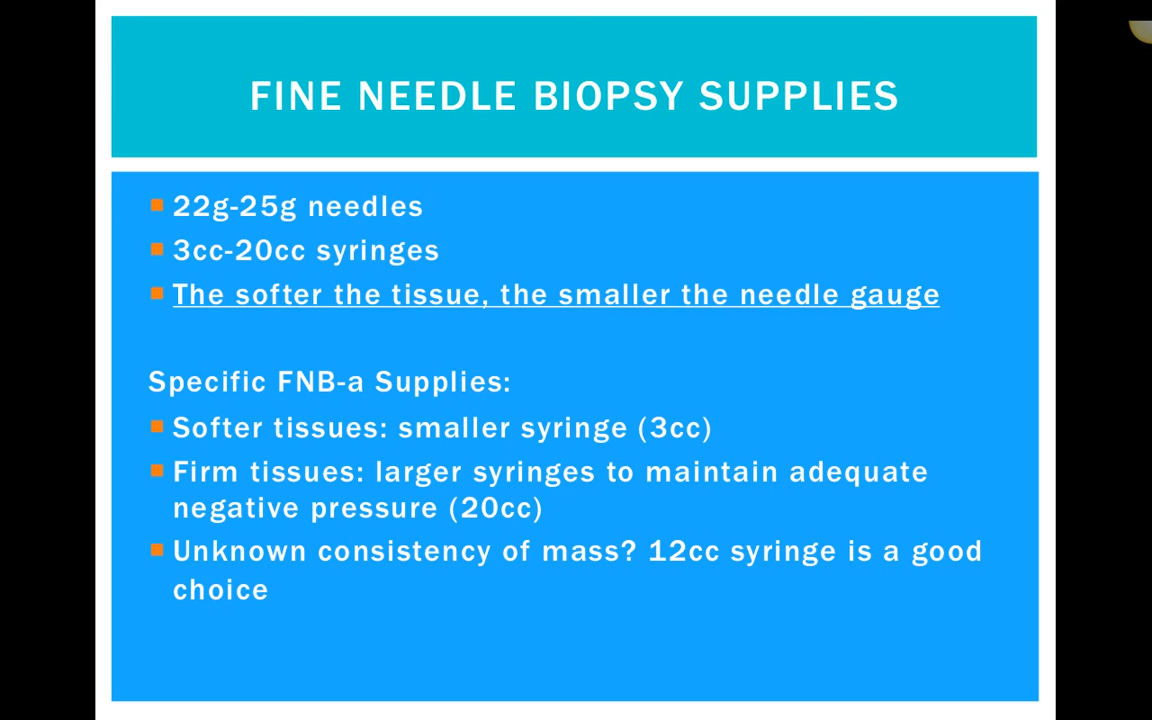 FINE NEEDLE BIOPSY SUPPLIES
22g-25g needles
3cc-20cc syringes
The softer the tissue, the smaller the needle gauge
Specific FNB-a Supplies:
Softer tissues: smaller syringe (3cc)
Firm tissues: larger syringes to maintain adequate
negative pressure (20cc)
Unknown consistency of mass? 12cc syringe is a good
choice